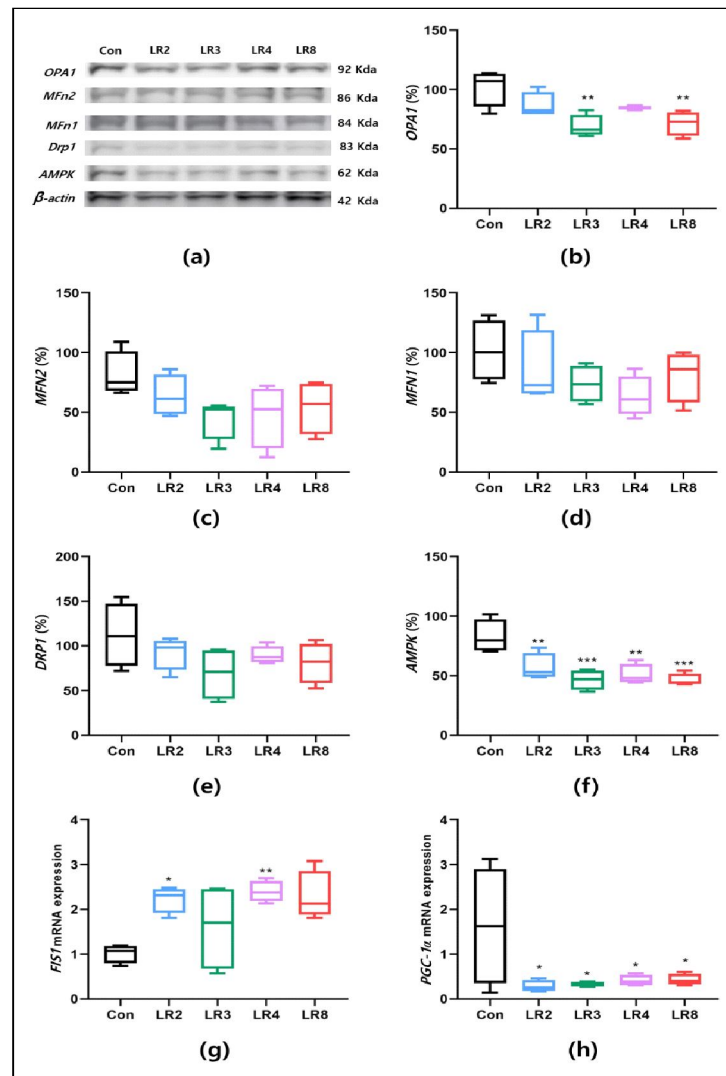 Con LR2 LR3 LR4 LR8
OPA1 92 Kda
MFn2 86 Kda
MFn1 84 Kda
Drp1 83 Kda
AMPK 62 Kda
β-actin 42 Kda
(a)
OPA1 (%)
150
100
50
0
** **
Con LR2 LR3 LR4 LR8
(b)
MFN2 (%)
150
100
50
0
Con LR2 LR3 LR4 LR8
(c)
MFN1 (%)
150
100
50
0
Con LR2 LR3 LR4 LR8
(d)
DRP1 (%)
200
150
100
50
0
Con LR2 LR3 LR4 LR8
(e)
AMPK (%)
150
100
50
0
** *** ** ***
Con LR2 LR3 LR4 LR8
(f)
FIS1 mRNA expression
4
3
2
1
0
* **
Con LR2 LR3 LR4 LR8
(g)
PGC-1α mRNA expression
4
3
2
1
0
* * * *
Con LR2 LR3 LR4 LR8
(h)